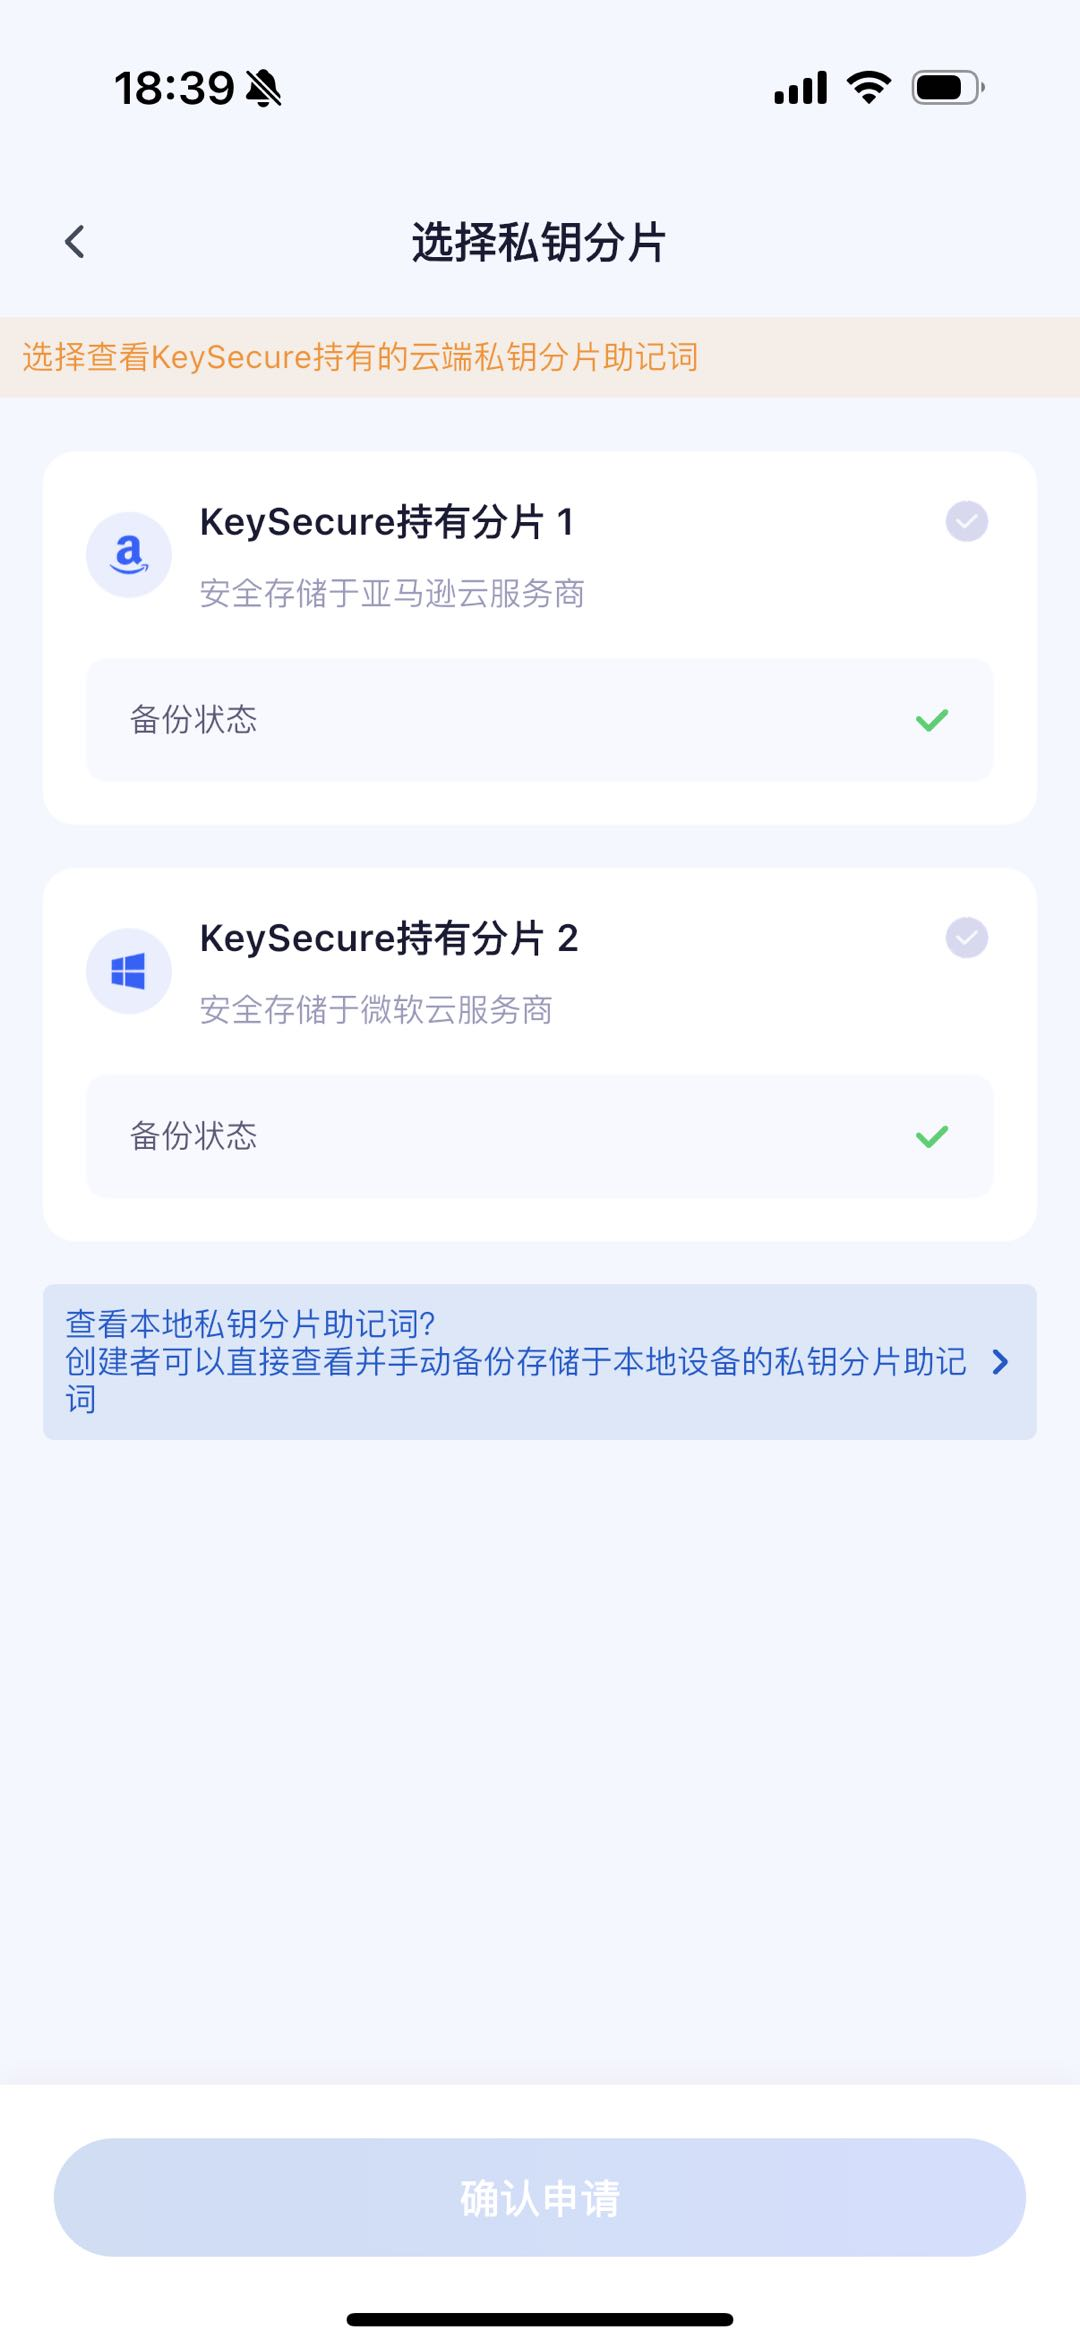 18:39
选择私钥分片
选择查看KeySecure持有的云端私钥分片助记词
KeySecure持有分片 1
安全存储于亚马逊云服务商
备份状态
KeySecure持有分片 2
安全存储于微软云服务商
备份状态
查看本地私钥分片助记词?
创建者可以直接查看并手动备份存储于本地设备的私钥分片助记
词
确认申请